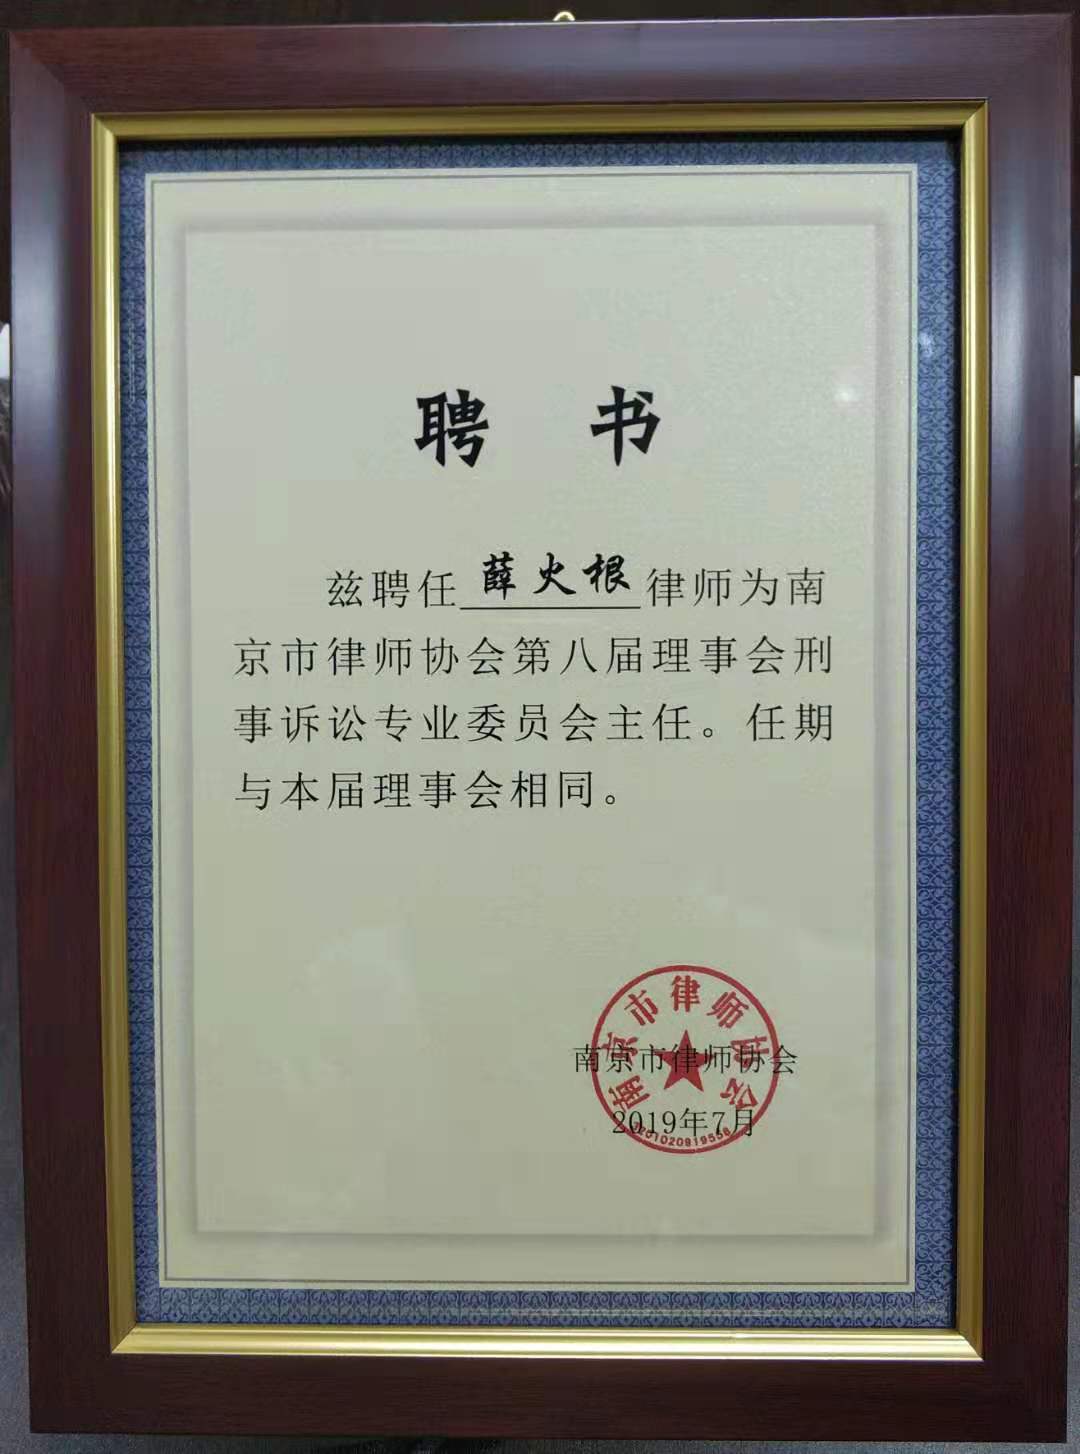 聘 书
兹聘任 薛火根 律师为南
京市律师协会第八届理事会刑
事诉讼专业委员会主任。任期
与本届理事会相同。
南京市律师协会
南京市律师协会
2019年7月